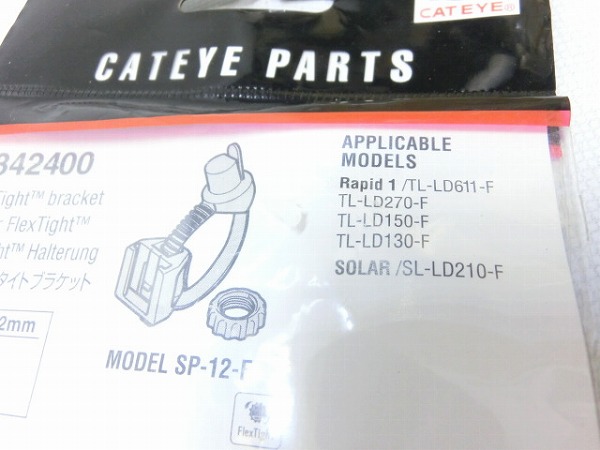 CATEYE®
CATEYE PARTS
342400
Tight™ bracket
FlexTight™
Halterung
タイトブラケット
2mm
MODEL SP-12-F
FlexTight
APPLICABLE
MODELS
Rapid 1 /TL-LD611-F
TL-LD270-F
TL-LD150-F
TL-LD130-F
SOLAR /SL-LD210-F